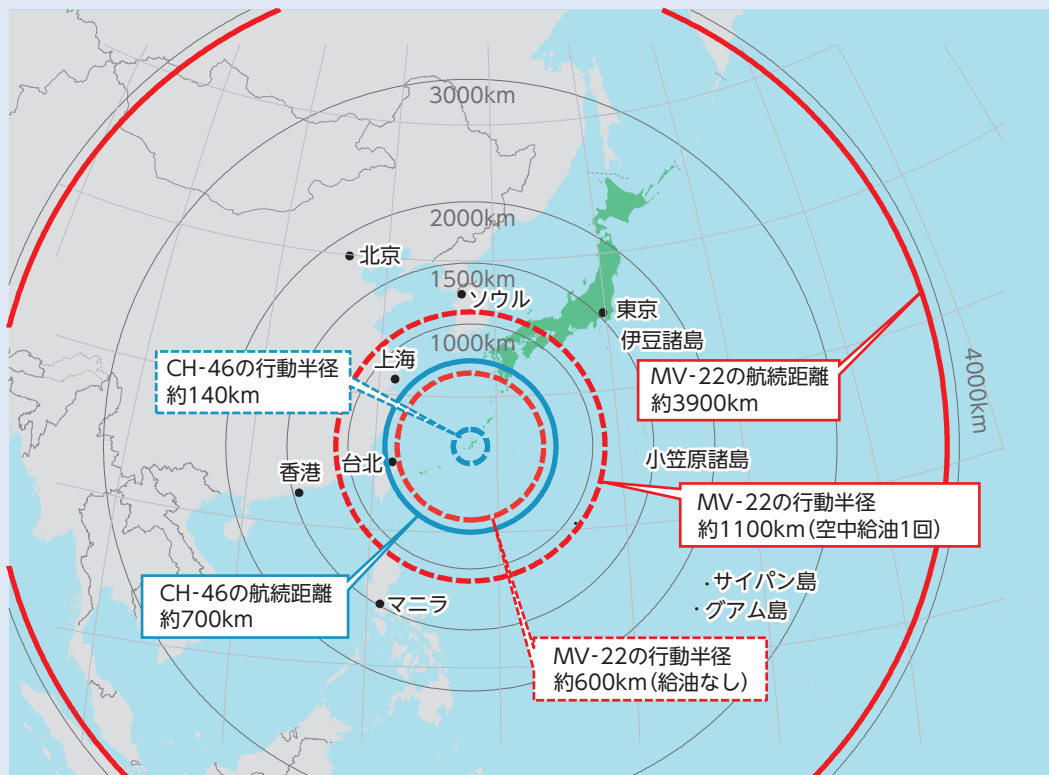 3000km
2000km
北京
1500km
ソウル
東京
1000km
伊豆諸島
上海
CH-46の行動半径
約140km
MV-22の航続距離
約3900km
4000km
台北
小笠原諸島
香港
MV-22の行動半径
約1100km(空中給油1回)
サイパン島
CH-46の航続距離
約700km
マニラ
グアム島
MV-22の行動半径
約600km(給油なし)